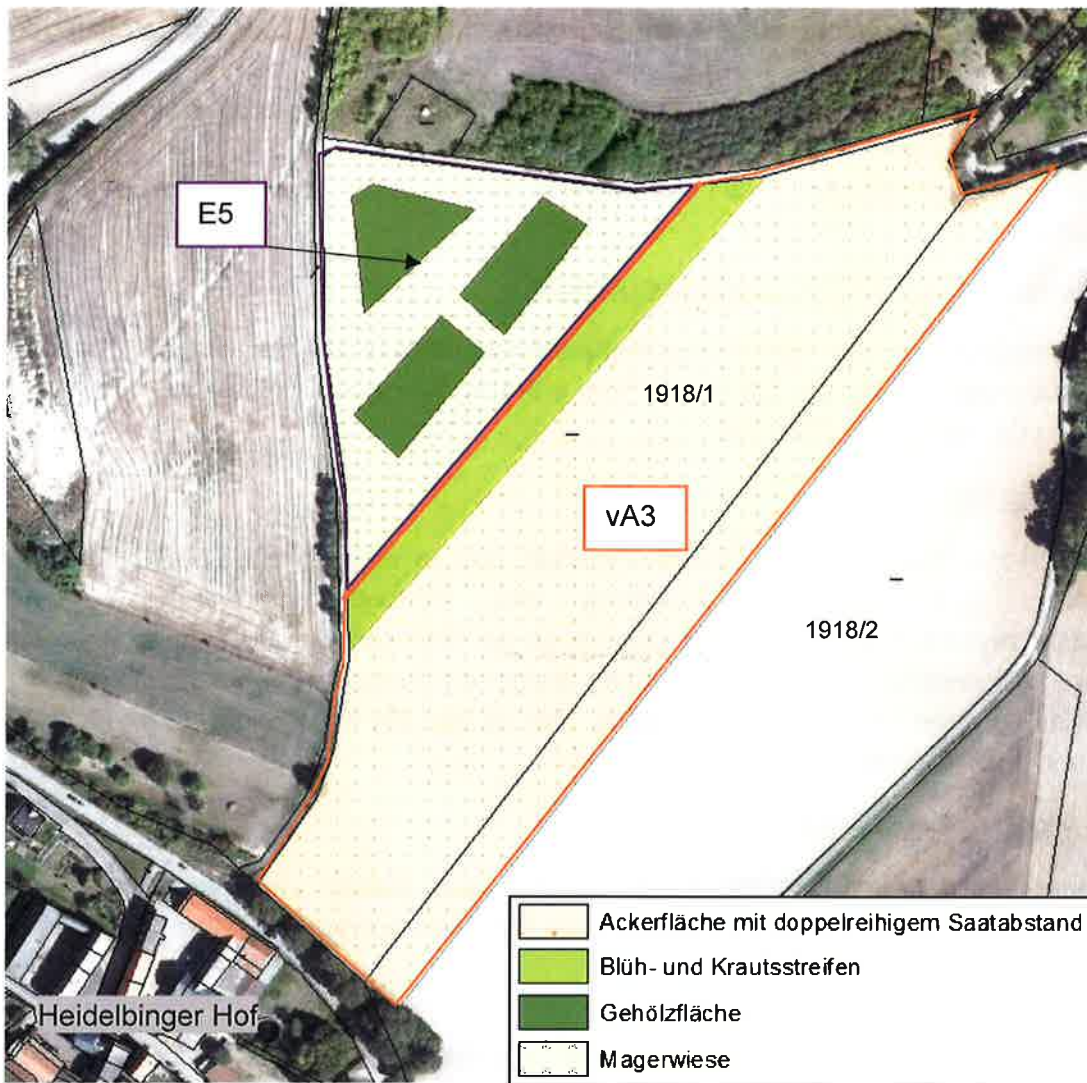 E5
1918/1
vA3
1918/2
Ackerfläche mit doppelreihigem Saatabstand
Blüh- und Krautsstreifen
Gehölzfläche
Magerwiese
Heidelbinger Hof